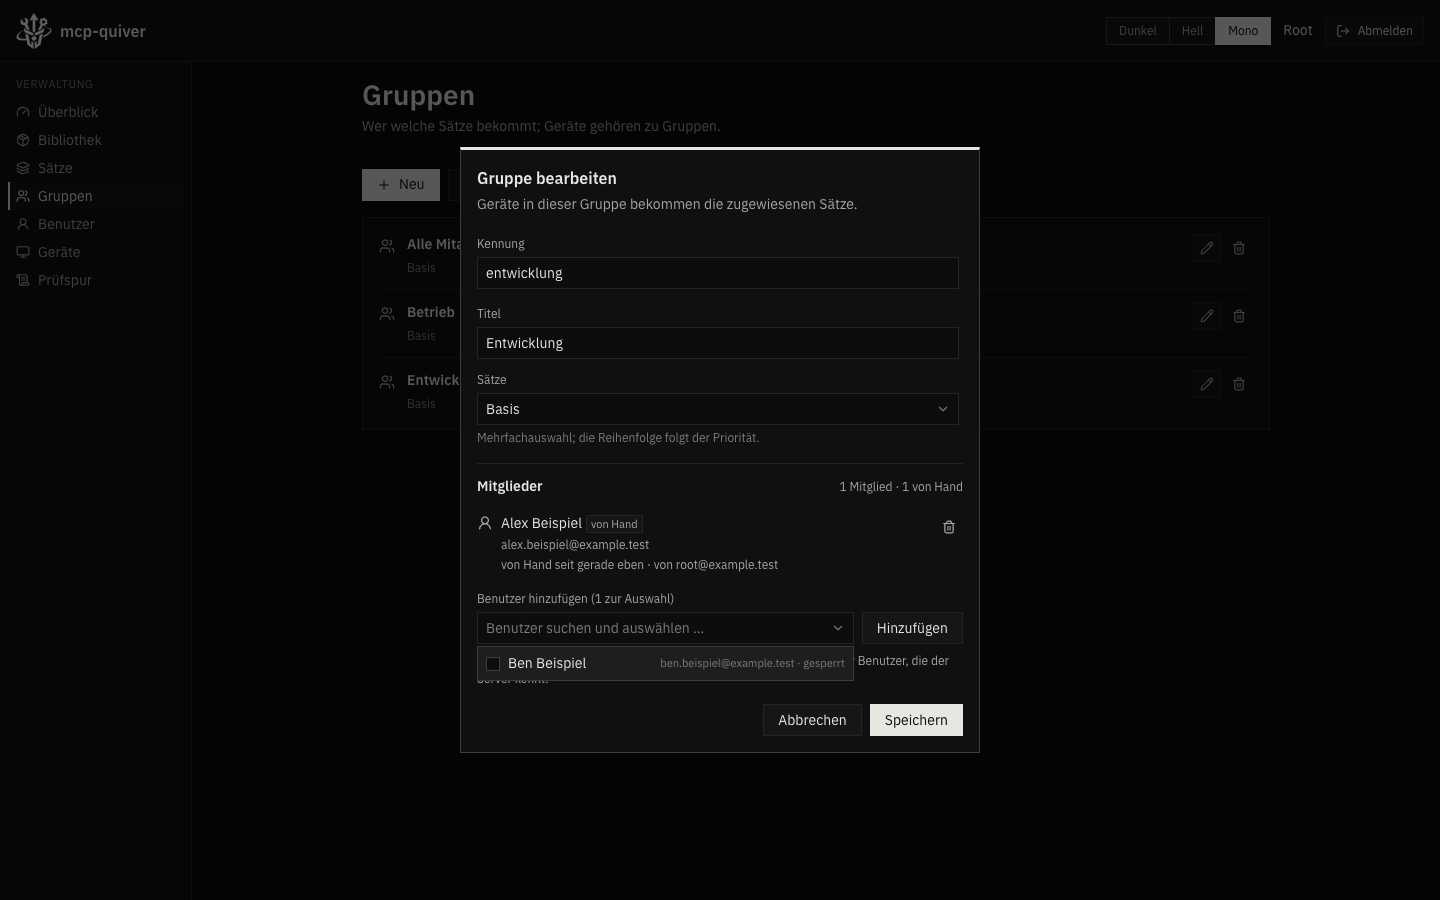 mcp-quiver
Dunkel
Hell
Mono
Root
Abmelden
VERWALTUNG
Überblick
Bibliothek
Sätze
Gruppen
Benutzer
Geräte
Prüfspur
Gruppen
Wer welche Sätze bekommt; Geräte gehören zu Gruppen.
Neu
Alle
Basis
Betrieb
Basis
Basis
Gruppe bearbeiten
Geräte in dieser Gruppe bekommen die zugewiesenen Sätze.
Kennung
entwicklung
Titel
Entwicklung
Sätze
Basis
Mehrfachauswahl; die Reihenfolge folgt der Priorität.
Mitglieder
1 Mitglied · 1 von Hand
Alex Beispiel von Hand
alex.beispiel@example.test
von Hand seit gerade eben · von root@example.test
Benutzer hinzufügen (1 zur Auswahl)
Benutzer suchen und auswählen ...
Hinzufügen
Ben Beispiel
ben.beispiel@example.test · gesperrt
Benutzer, die der
Abbrechen
Speichern